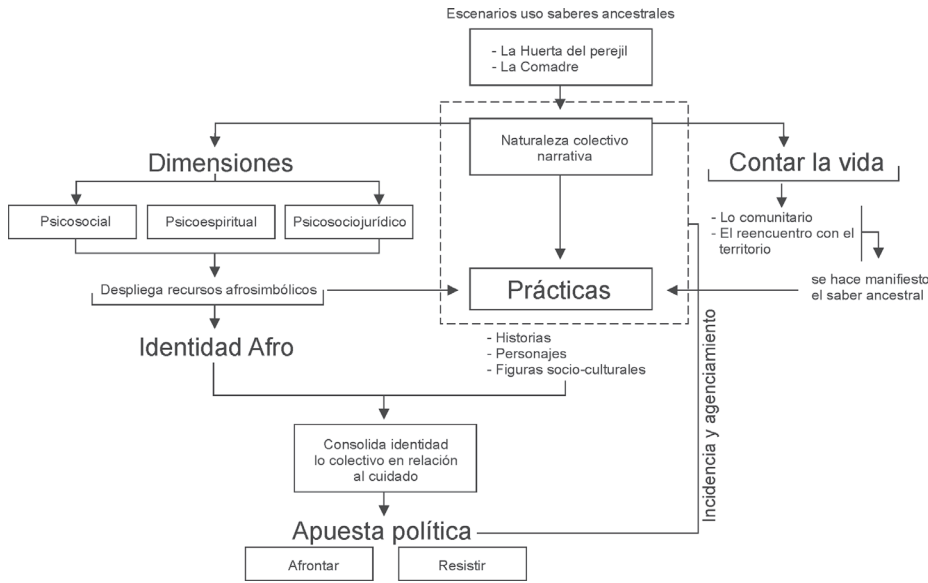 Escenarios uso saberes ancestrales
- La Huerta del perejil
- La Comadre
Naturaleza colectivo
narrativa
Dimensiones
Contar la vida
Psicosocial
Psicoespiritual
Psicosociojurídico
- Lo comunitario
- El reencuentro con el
territorio
se hace manifiesto
el saber ancestral
Despliega recursos afrosimbólicos
Prácticas
Identidad Afro
- Historias
- Personajes
- Figuras socio-culturales
Incidencia y agenciamiento
Consolida identidad
lo colectivo en relación
al cuidado
Apuesta política
Afrontar
Resistir